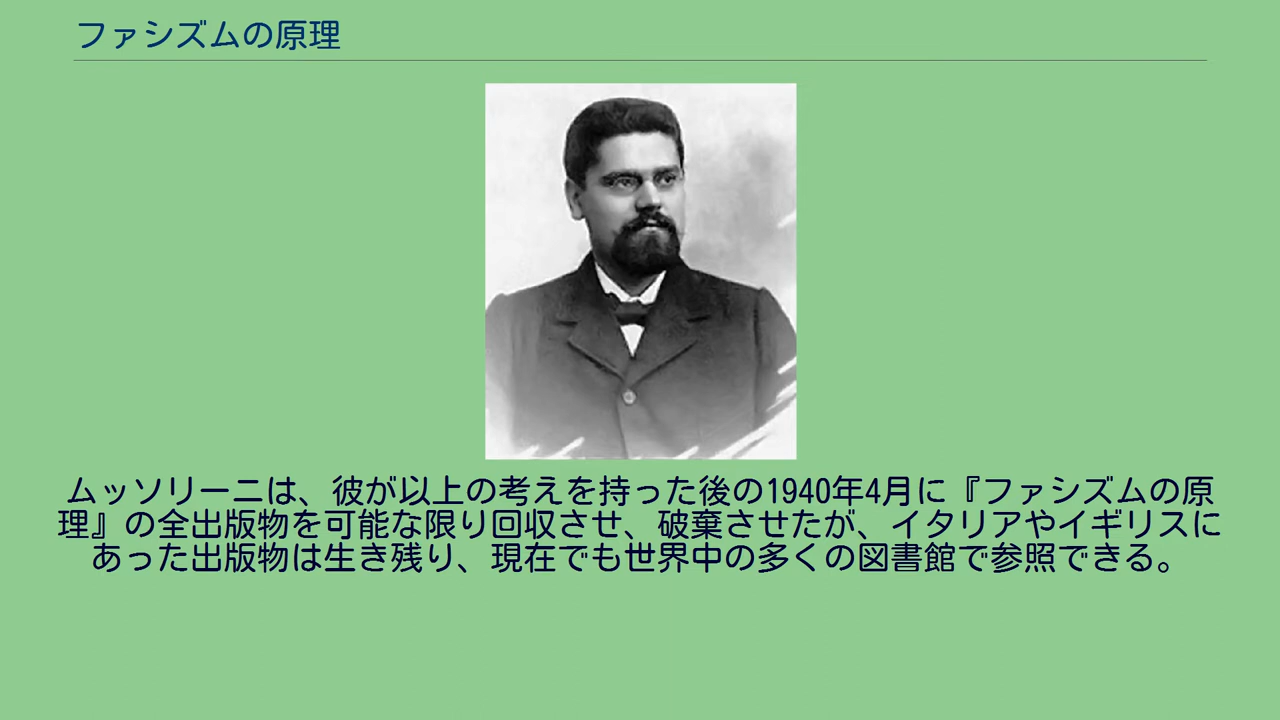 ファシズムの原理
ムッソリーニは、彼が以上の考えを持った後の1940年4月に『ファシズムの原
理』の全出版物を可能な限り回収させ、破棄させたが、イタリアやイギリスに
あった出版物は生き残り、現在でも世界中の多くの図書館で参照できる。